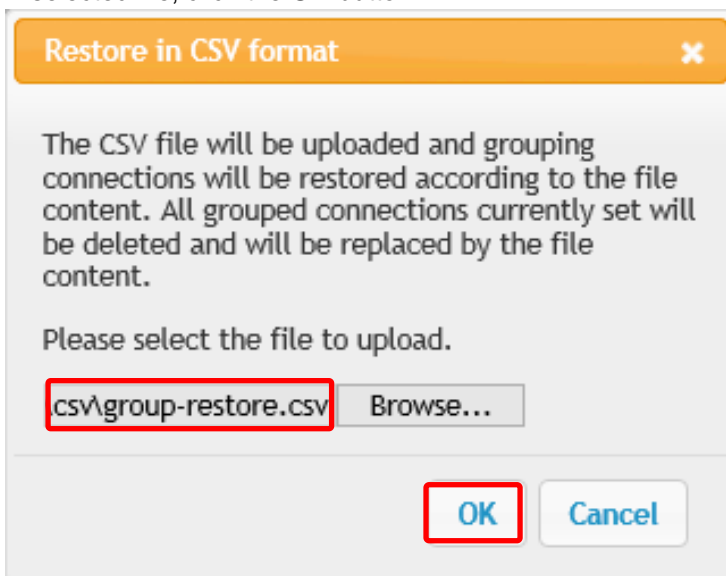 Restore in CSV format
The CSV file will be uploaded and grouping
connections will be restored according to the file
content. All grouped connections currently set will
be deleted and will be replaced by the file
content.
Please select the file to upload.
csv\group-restore.csv Browse...
OK Cancel